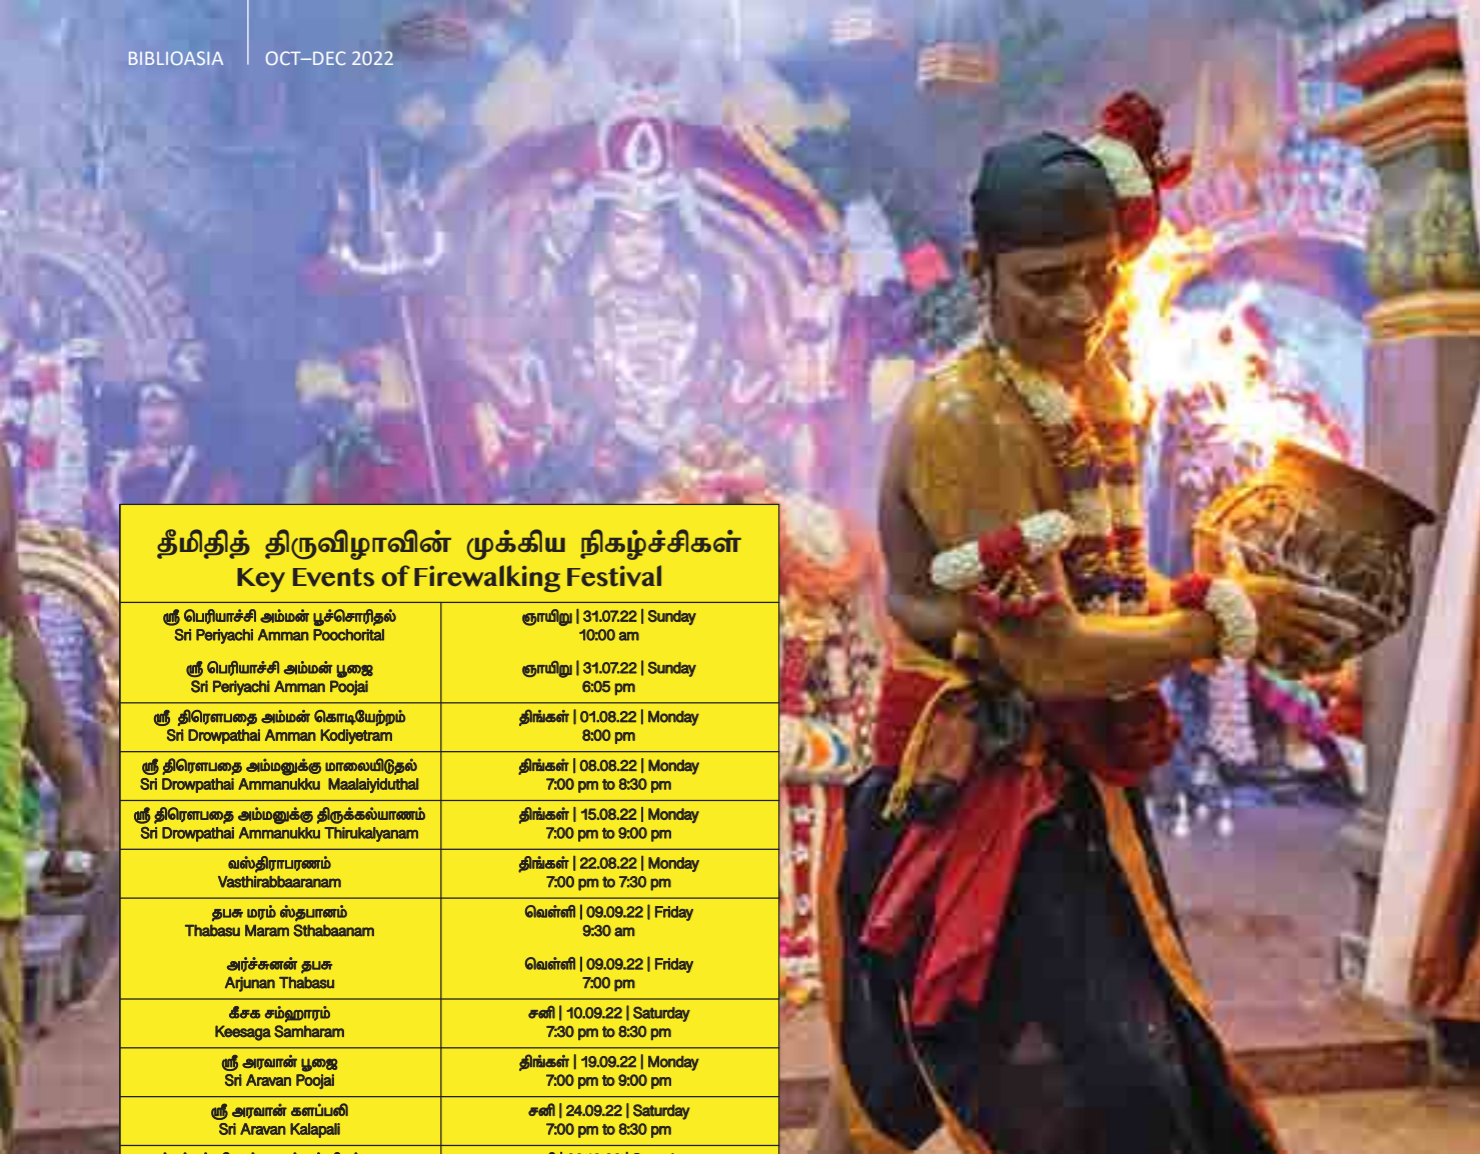 BIBLIOASIA | OCT–DEC 2022
தீமிதித் திருவிழாவின் முக்கிய நிகழ்ச்சிகள்
Key Events of Firewalking Festival
ஸ்ரீ பெரியாச்சி அம்மன் பூச்சொரிதல்
Sri Periyachi Amman Poochorital
ஞாயிறு | 31.07.22 | Sunday
10:00 am
ஸ்ரீ பெரியாச்சி அம்மன் பூஜை
Sri Periyachi Amman Poojai
ஞாயிறு | 31.07.22 | Sunday
6:05 pm
ஸ்ரீ திரௌபதை அம்மன் கொடியேற்றம்
Sri Drowpathai Amman Kodiyetram
திங்கள் | 01.08.22 | Monday
8:00 pm
ஸ்ரீ திரௌபதை அம்மனுக்கு மாலையிடுதல்
Sri Drowpathai Ammanukku Maalaiyiduthal
திங்கள் | 08.08.22 | Monday
7:00 pm to 8:30 pm
ஸ்ரீ திரௌபதை அம்மனுக்கு திருக்கல்யாணம்
Sri Drowpathai Ammanukku Thirukalyanam
திங்கள் | 15.08.22 | Monday
7:00 pm to 9:00 pm
வஸ்திராபரணம்
Vasthirabbaaranam
திங்கள் | 22.08.22 | Monday
7:00 pm to 7:30 pm
தபசு மரம் ஸ்தபானம்
Thabasu Maram Sthabaanam
வெள்ளி | 09.09.22 | Friday
9:30 am
அர்ச்சுனன் தபசு
Arjunan Thabasu
வெள்ளி | 09.09.22 | Friday
7:00 pm
கீசக சம்ஹாரம்
Keesaga Samharam
சனி | 10.09.22 | Saturday
7:30 pm to 8:30 pm
ஸ்ரீ அரவான் பூஜை
Sri Aravan Poojai
திங்கள் | 19.09.22 | Monday
7:00 pm to 9:00 pm
ஸ்ரீ அரவான் களப்பலி
Sri Aravan Kalapali
சனி | 24.09.22 | Saturday
7:00 pm to 8:30 pm